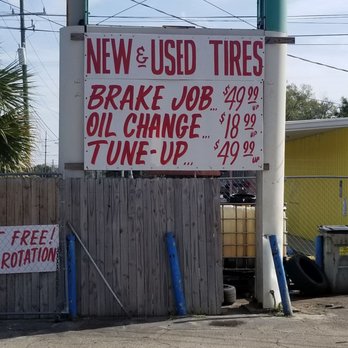 NEW & USED TIRES
BRAKE JOB... $49.99 UP
OIL CHANGE... $18.99 UP
TUNE-UP... $49.99 UP
FREE!
ROTATION